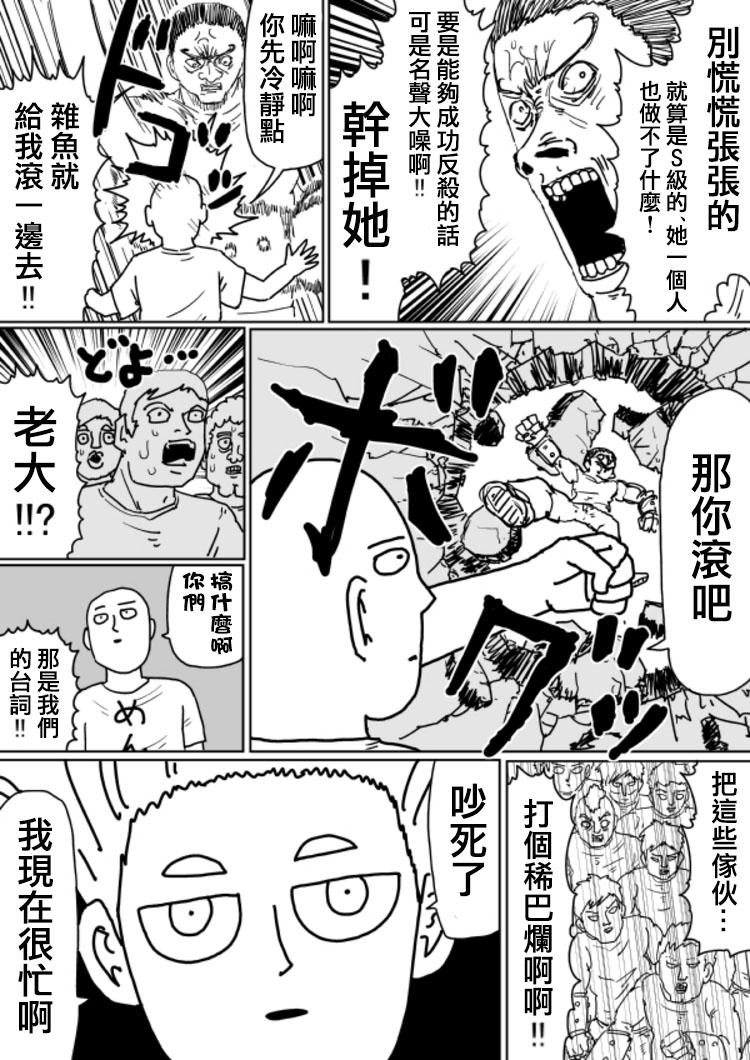 別慌慌張張的
就算是S級的、她一個人
也做不了什麼！
要是能夠成功反殺的話
可是名聲大噪啊!!
幹掉她！
嘛啊嘛啊
你先冷靜點
ドゴ
雜魚就
給我滾一邊去!!
那你滾吧
ボグッ
どよ…
老大!!?
搞什麼啊
你們
那是我們
的台詞!!
めん
把這些傢伙…
打個稀巴爛啊啊!!
吵死了
我現在很忙啊